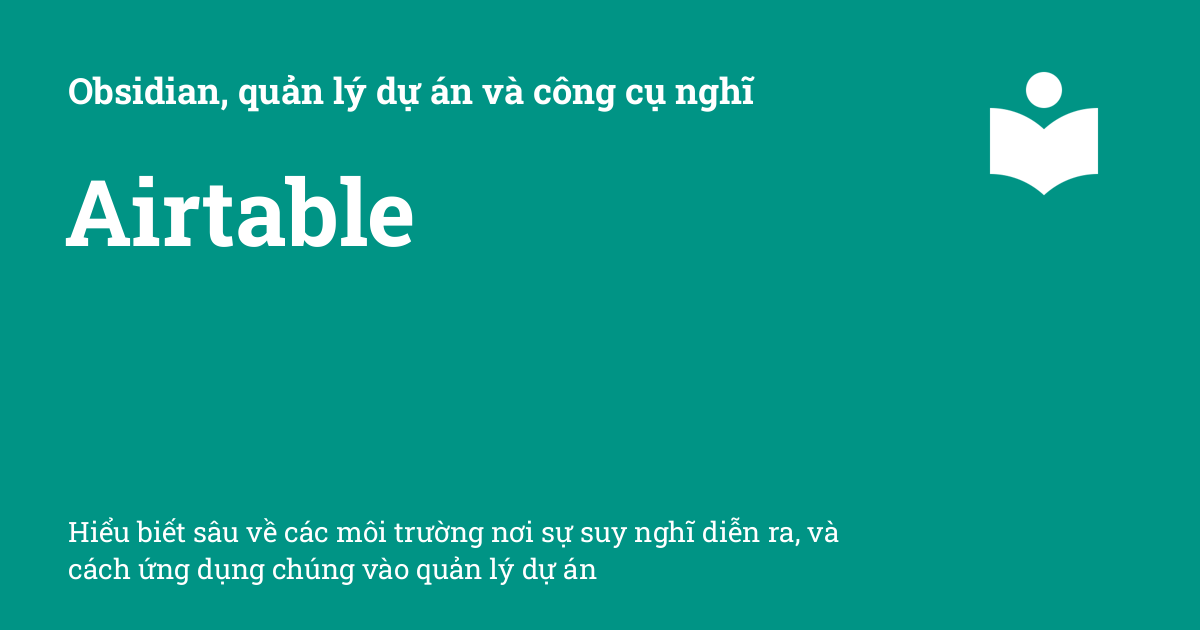 Obsidian, quản lý dự án và công cụ nghĩ
Airtable
Hiểu biết sâu về các môi trường nơi sự suy nghĩ diễn ra, và
cách ứng dụng chúng vào quản lý dự án